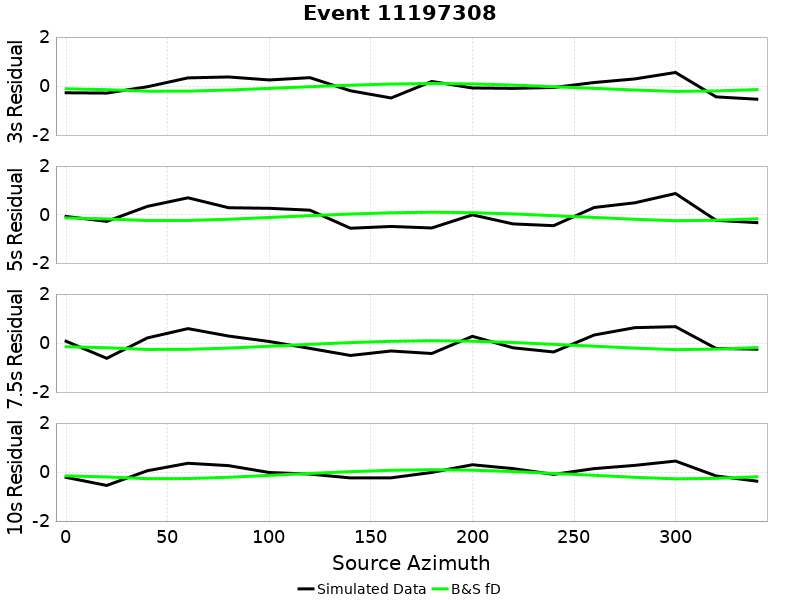 Event 11197308
3s Residual
2
0
-2
5s Residual
2
0
-2
7.5s Residual
2
0
-2
10s Residual
2
0
-2
0 50 100 150 200 250 300
Source Azimuth
Simulated Data B&S fD